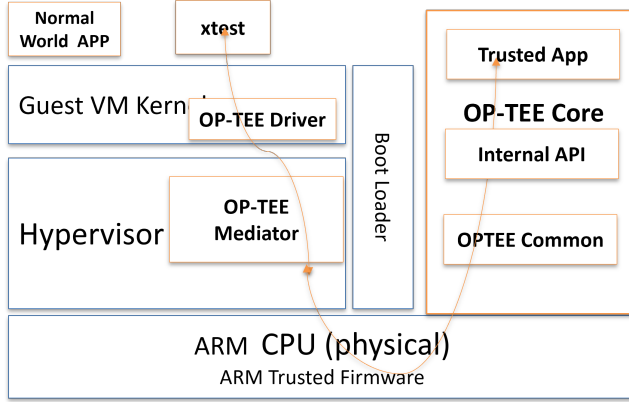 Normal
World APP
xtest
Trusted App
Guest VM Kernel
OP-TEE Driver
OP-TEE Core
Internal API
Boot Loader
Hypervisor
OP-TEE
Mediator
OPTEE Common
ARM CPU (physical)
ARM Trusted Firmware